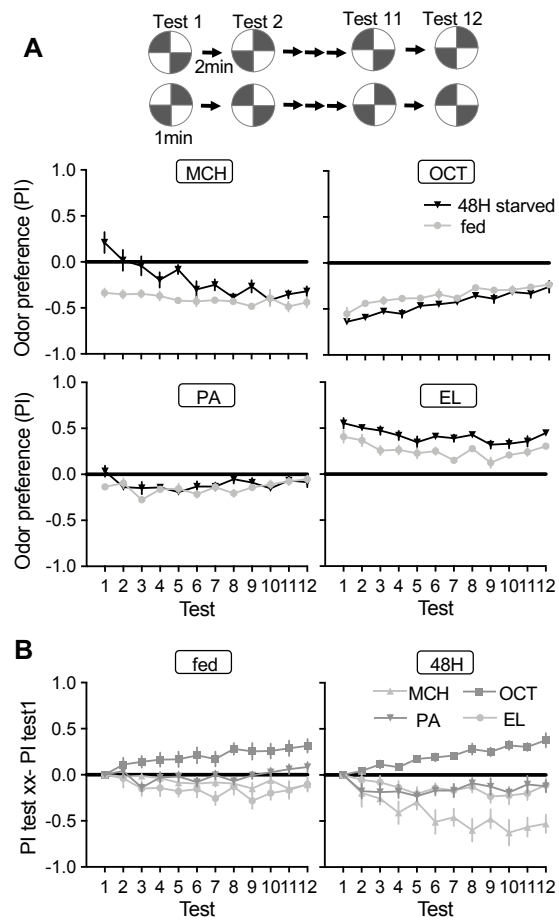 A
Test 1 Test 2 Test 11 Test 12
2min
1min
MCH OCT
48H starved
fed
Odor preference (PI)
1.0
0.5
0.0
-0.5
-1.0
PA EL
Odor preference (PI)
1.0
0.5
0.0
-0.5
-1.0
1 2 3 4 5 6 7 8 9 10 11 12 1 2 3 4 5 6 7 8 9 10 11 12
Test Test
B
fed 48H
MCH OCT
PA EL
PI test xx- PI test1
1.0
0.5
0.0
-0.5
-1.0
1 2 3 4 5 6 7 8 9 10 11 12 1 2 3 4 5 6 7 8 9 10 11 12
Test Test